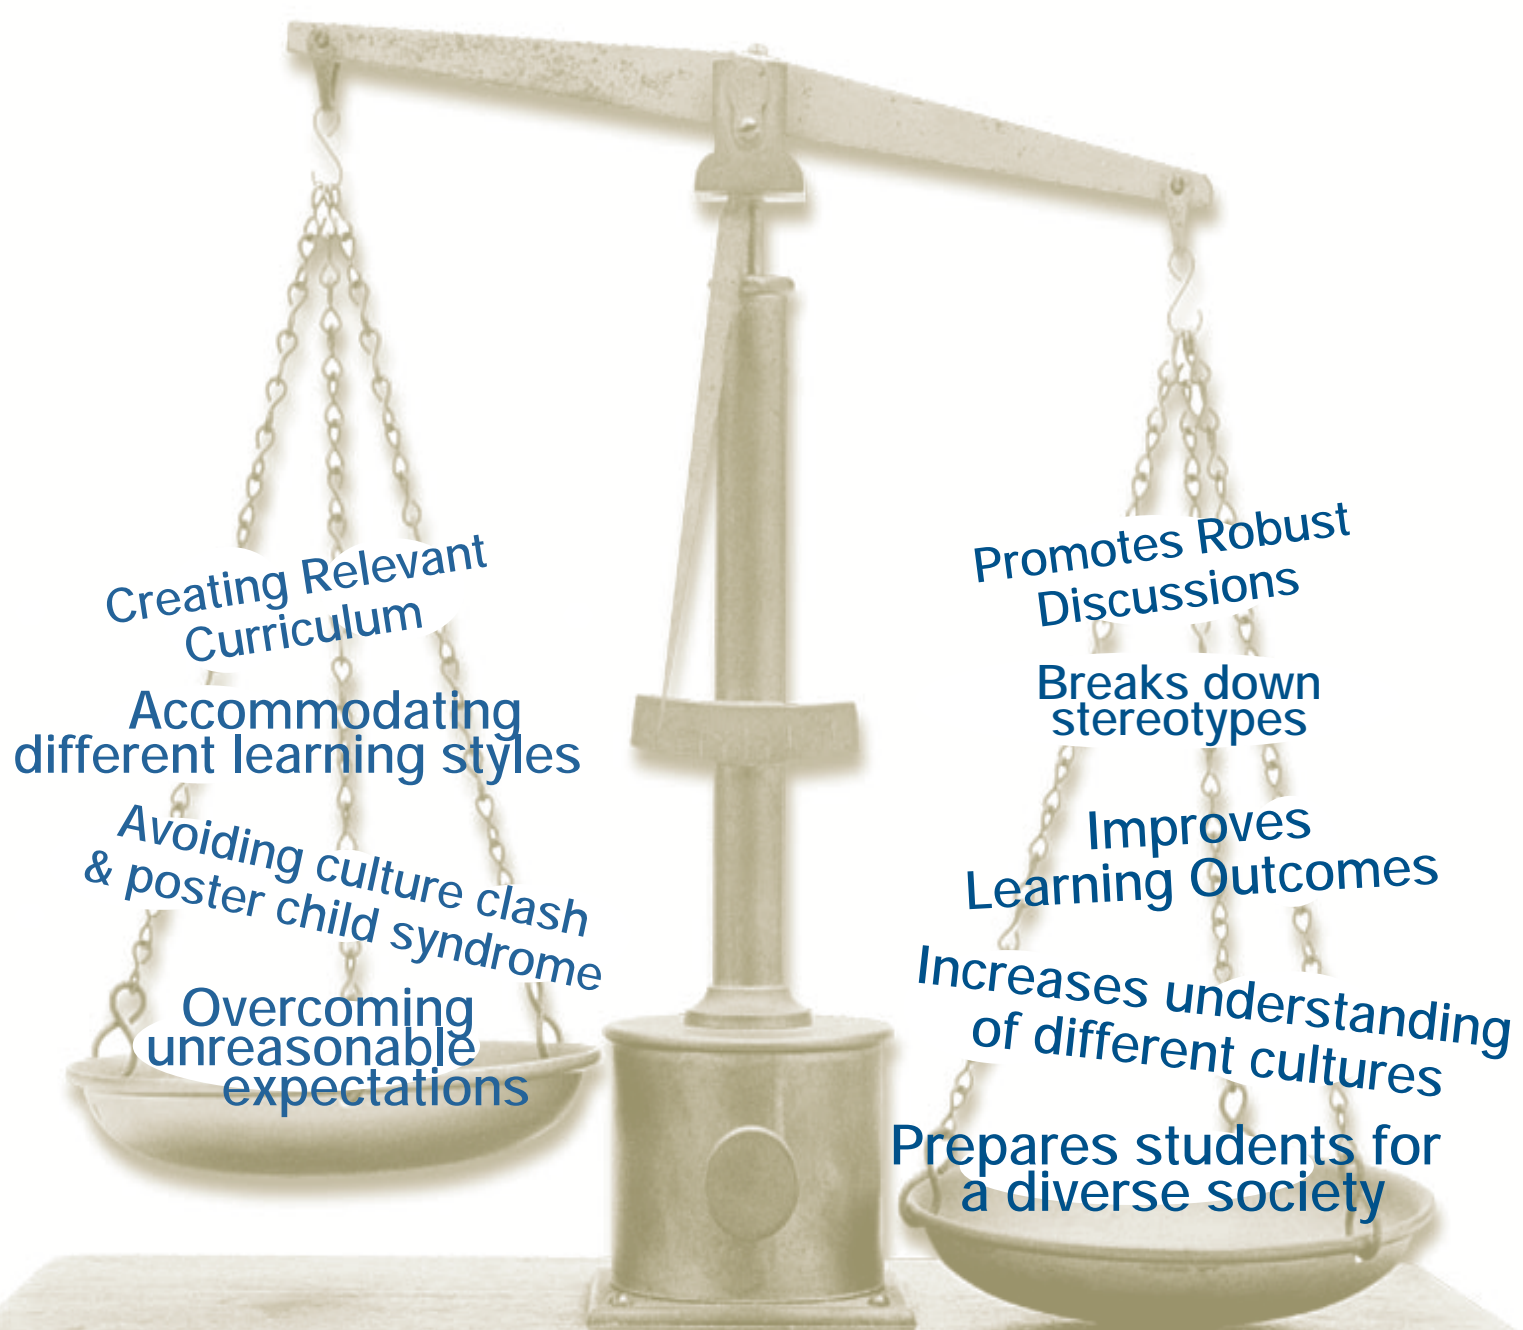 Creating Relevant
Curriculum
Accommodating
different learning styles
Avoiding culture clash
& poster child syndrome
Overcoming
unreasonable
expectations
Promotes Robust
Discussions
Breaks down
stereotypes
Improves
Learning Outcomes
Increases understanding
of different cultures
Prepares students for
a diverse society